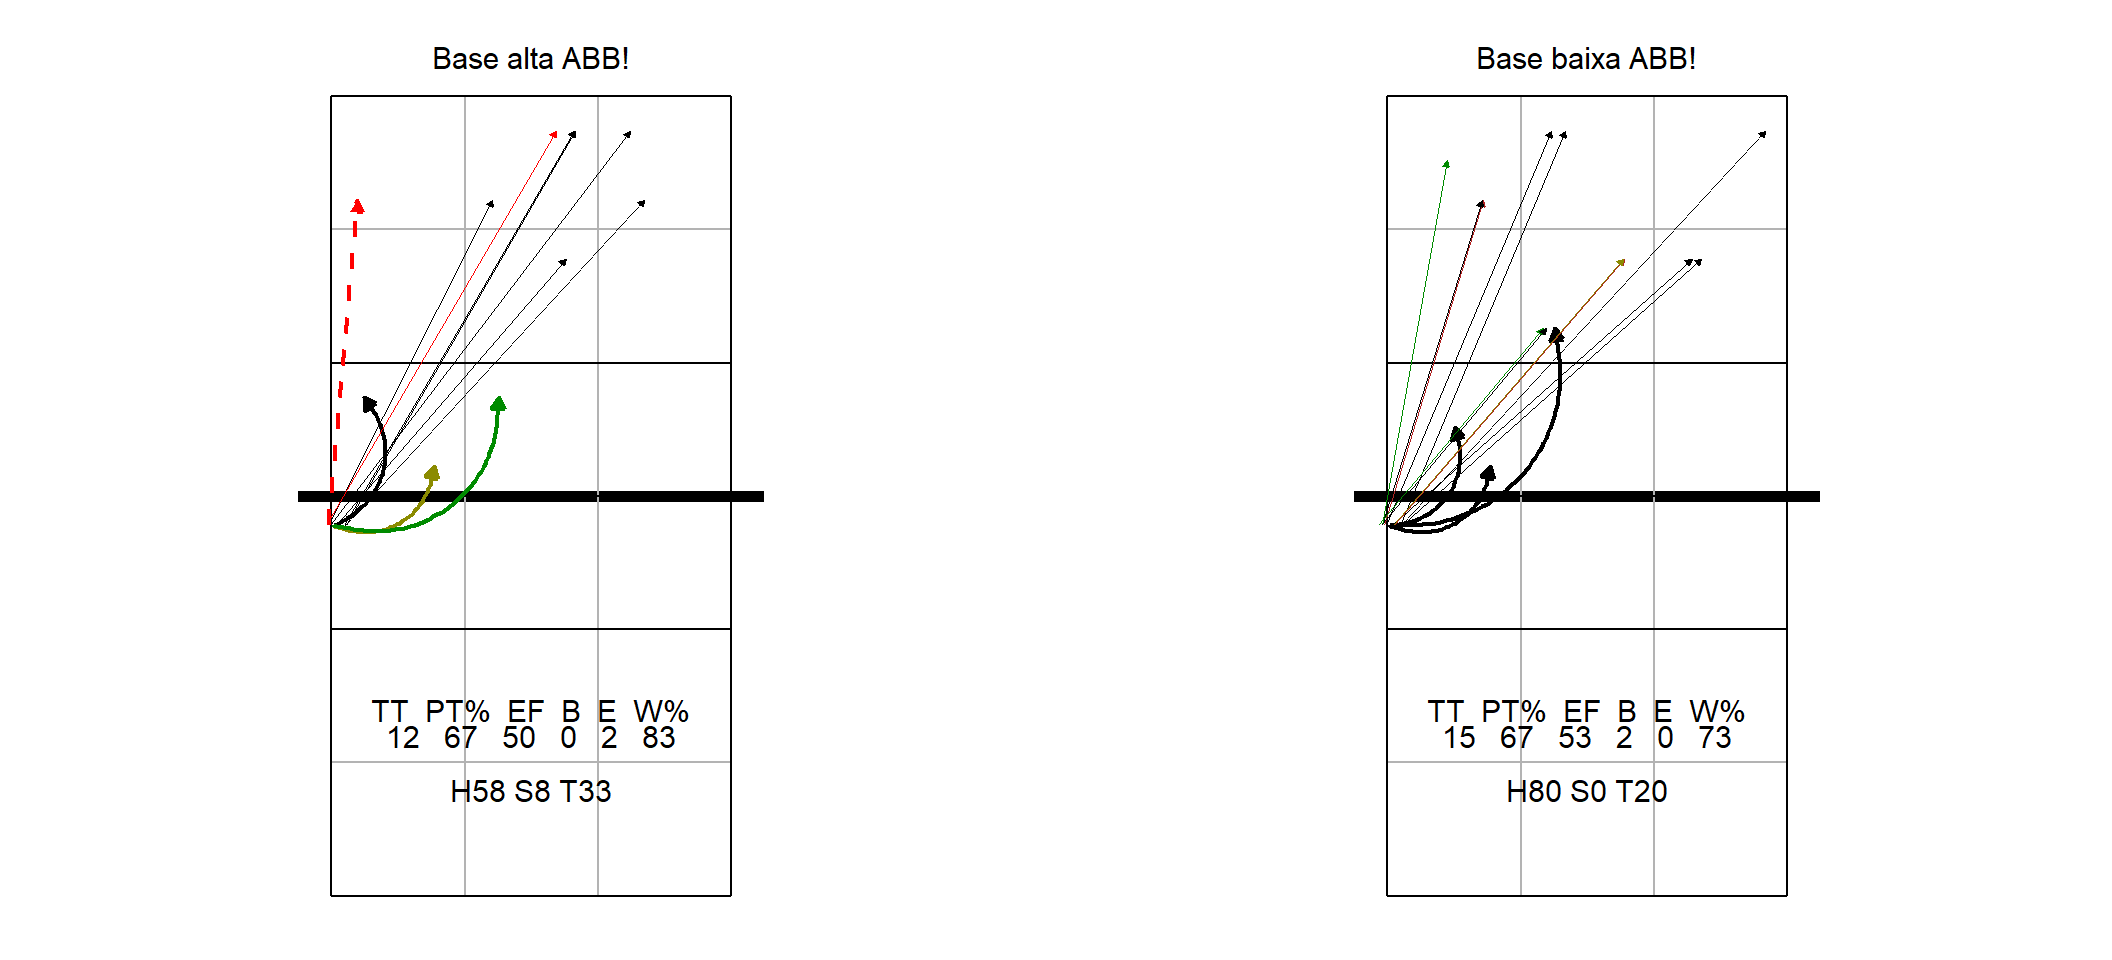 Base alta ABB!
TT PT% EF B E W%
12 67 50 0 2 83
H58 S8 T33
Base baixa ABB!
TT PT% EF B E W%
15 67 53 2 0 73
H80 S0 T20